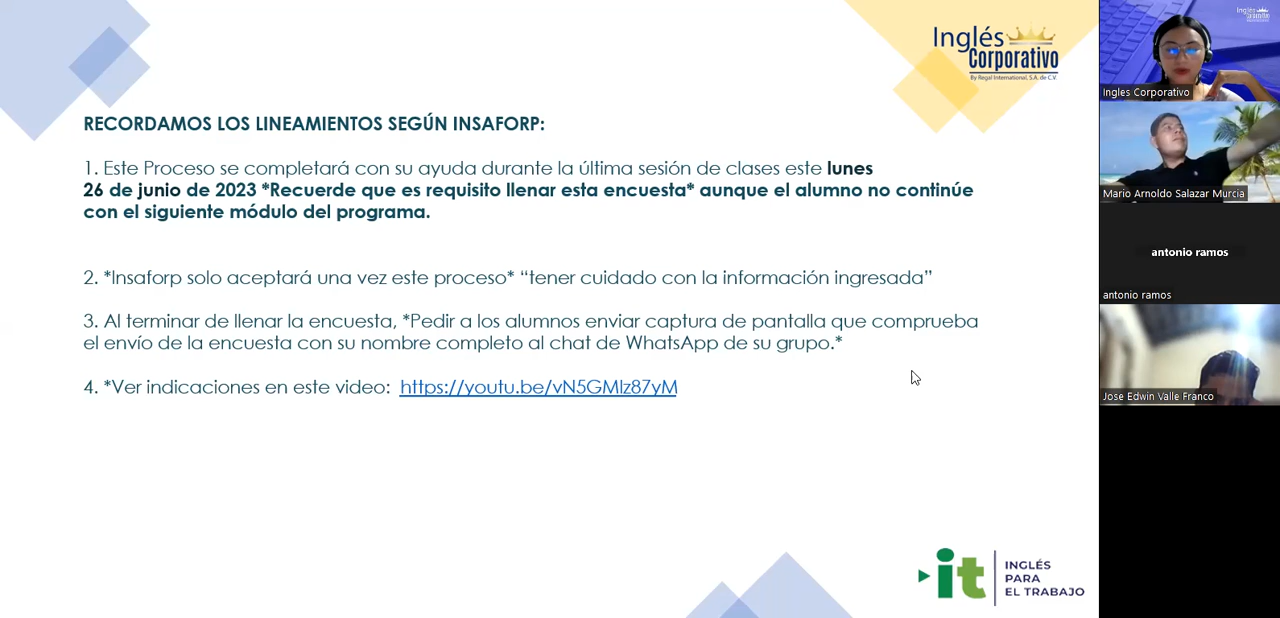 Inglés
Corporativo
By Regal International, S.A. de C.V.
RECORDAMOS LOS LINEAMIENTOS SEGÚN INSAFORP:
1. Este Proceso se completará con su ayuda durante la última sesión de clases este lunes
26 de junio de 2023 *Recuerde que es requisito llenar esta encuesta* aunque el alumno no continúe
con el siguiente módulo del programa.
2. *Insaforp solo aceptará una vez este proceso* “tener cuidado con la información ingresada”
3. Al terminar de llenar la encuesta, *Pedir a los alumnos enviar captura de pantalla que comprueba
el envío de la encuesta con su nombre completo al chat de WhatsApp de su grupo.*
4. *Ver indicaciones en este video: https://youtu.be/vN5GMIz87yM
it
INGLÉS
PARA
EL TRABAJO
Ingles Corporativo
Mario Arnoldo Salazar Murcia
antonio ramos
antonio ramos
Jose Edwin Valle Franco